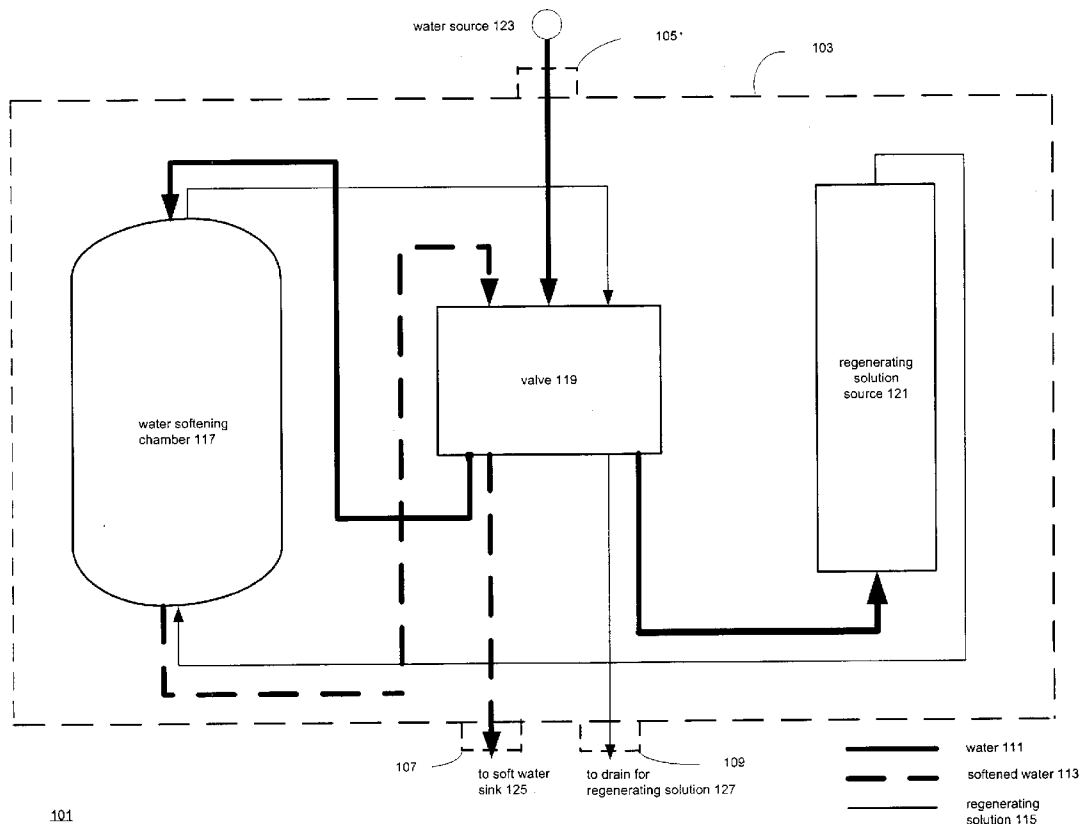 water source 123
105
103
regenerating
solution
source 121
valve 119
water softening
chamber 117
107
to soft water
sink 125
to drain for
regenerating solution 127
109
water 111
softened water 113
regenerating
solution 115
101